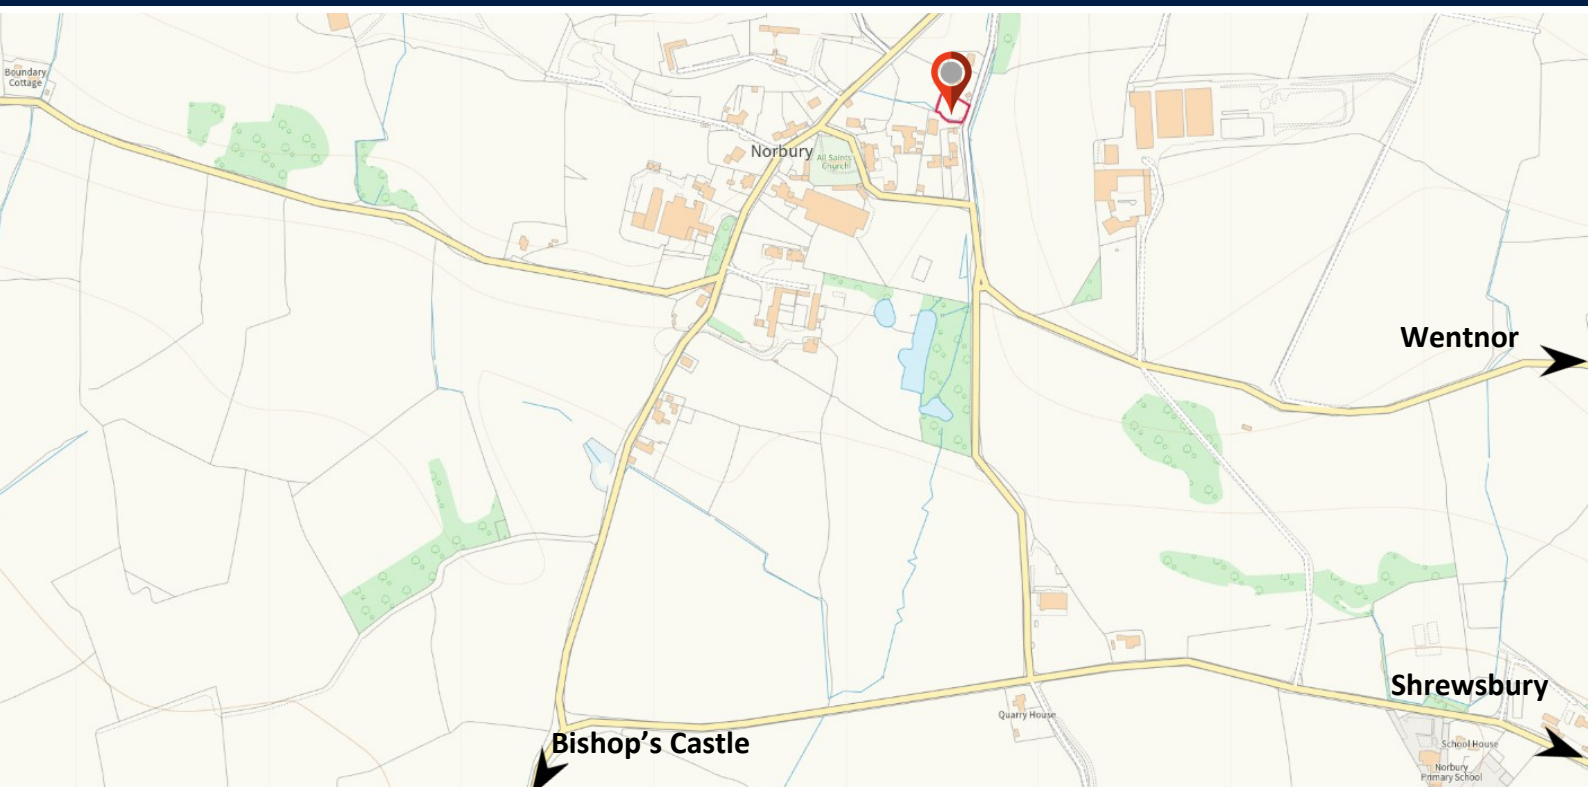 Boundary
Cottage
Norbury
All Saints
Church
Wentnor
Shrewsbury
Quarry House
Bishop's Castle
School House
Norbury
Primary School